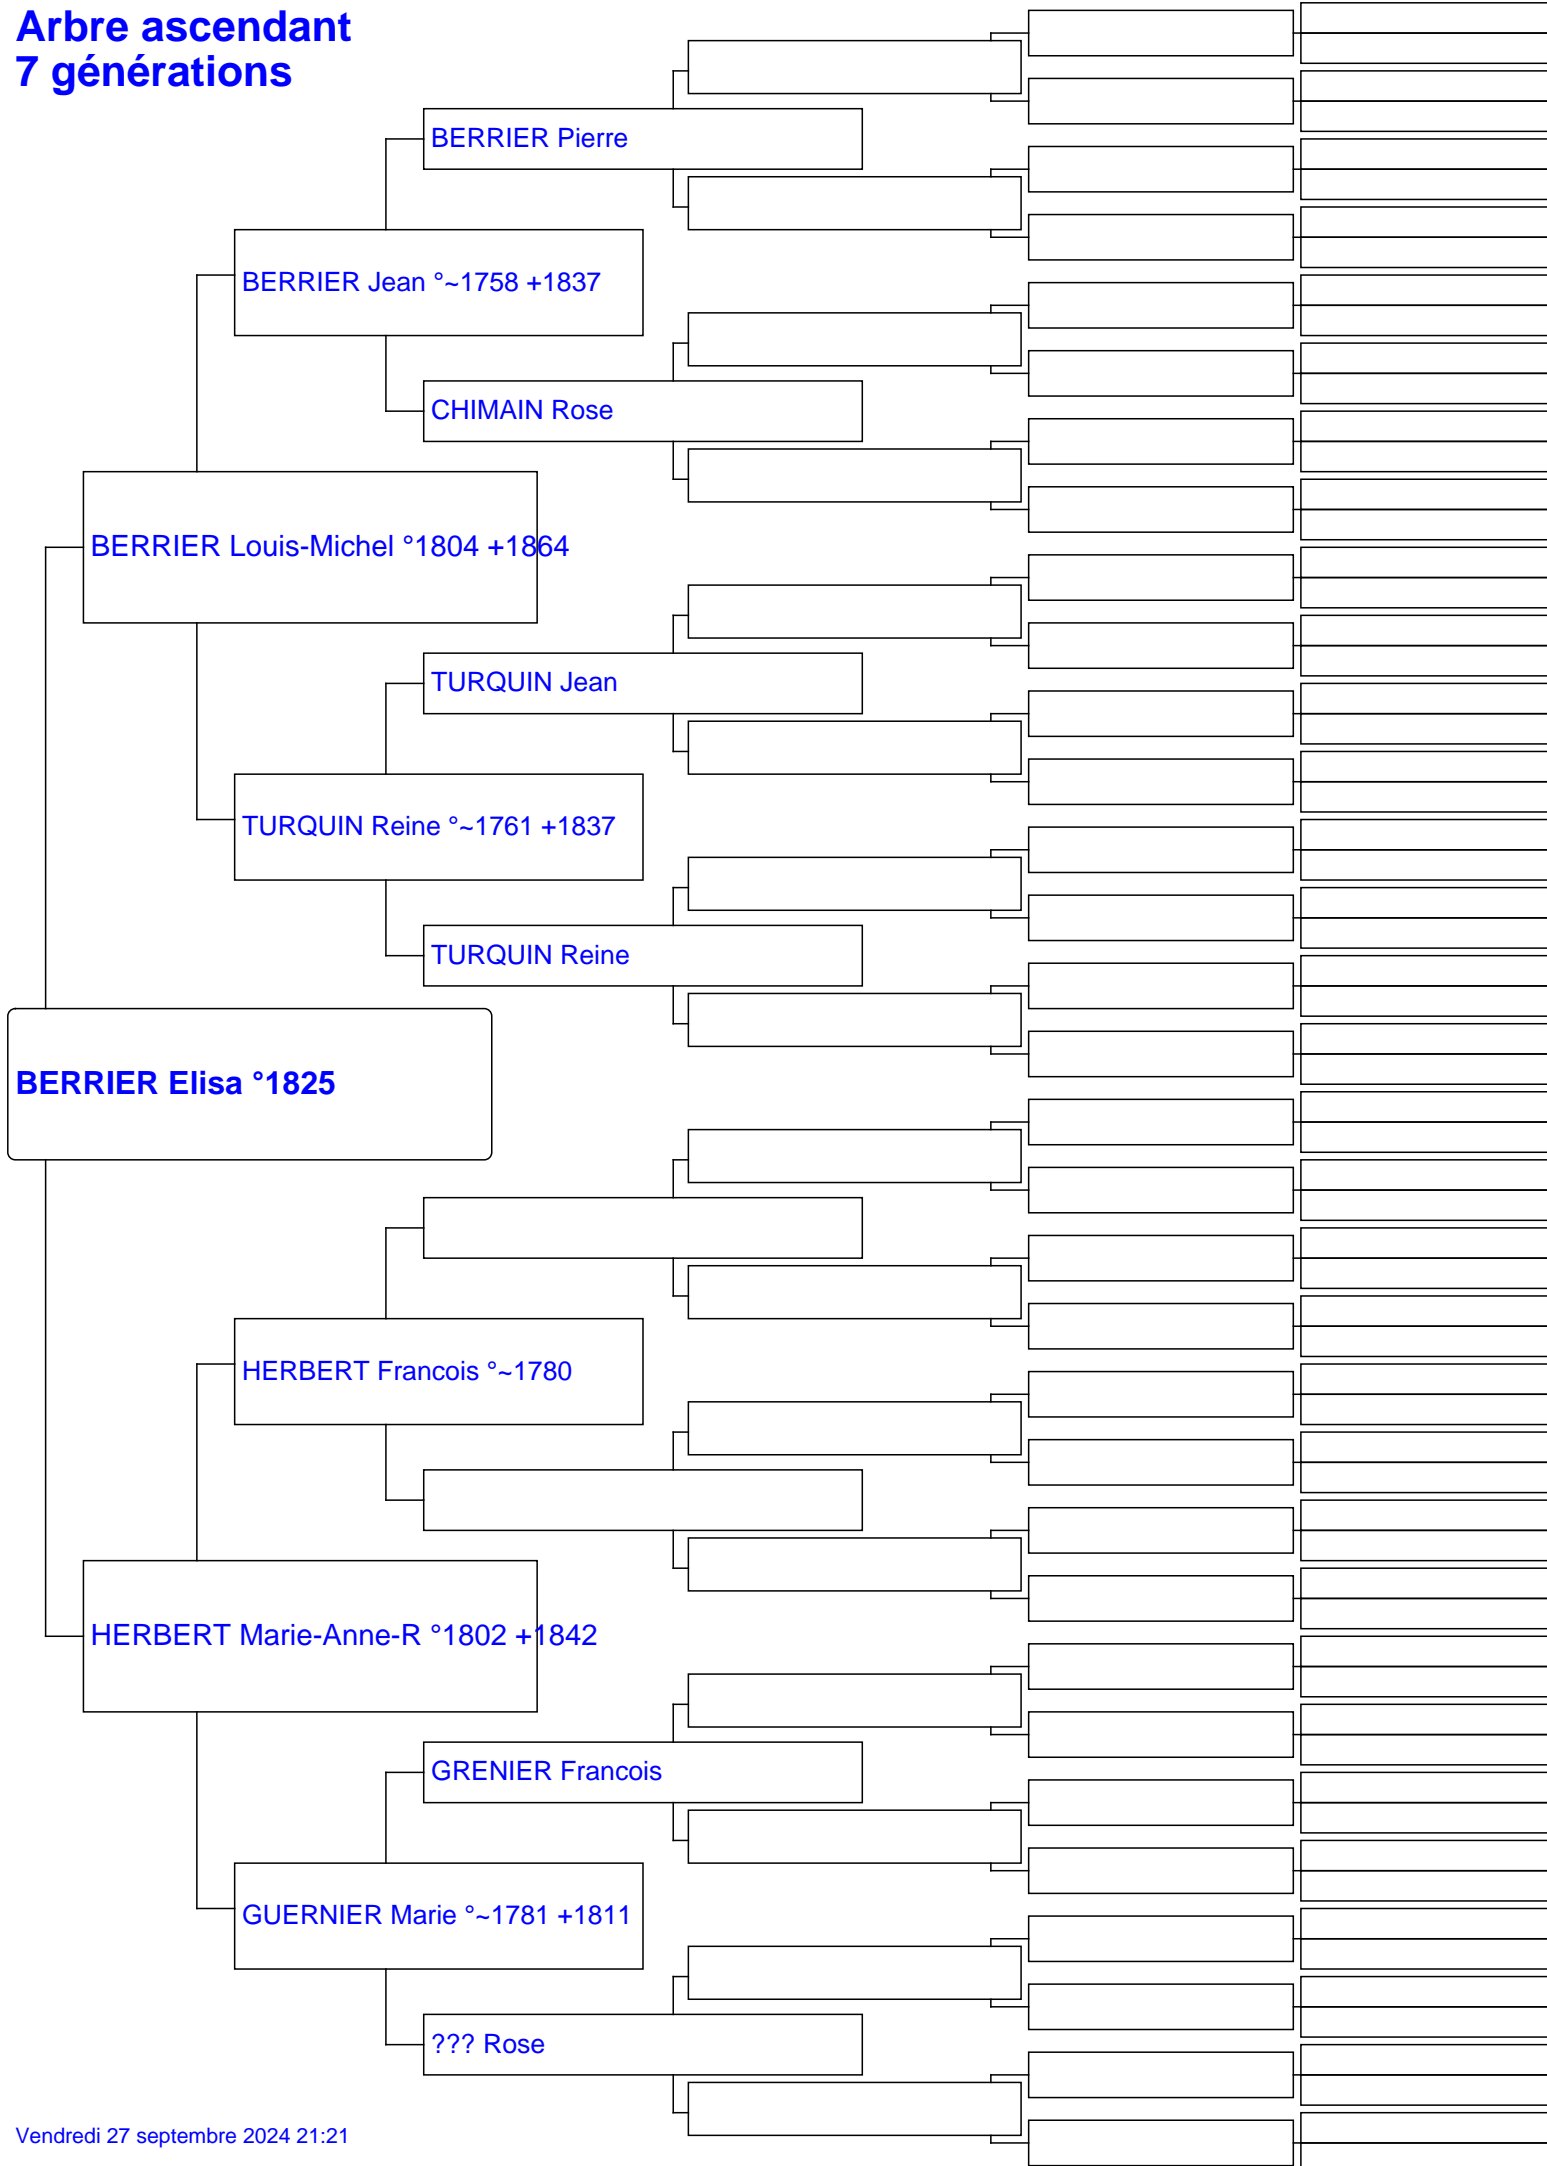 Arbre ascendant
7 générations
BERRIER Pierre
BERRIER Jean °~1758 +1837
CHIMAIN Rose
BERRIER Louis-Michel °1804 +1864
TURQUIN Jean
TURQUIN Reine °~1761 +1837
TURQUIN Reine
BERRIER Elisa °1825
HERBERT Francois °~1780
HERBERT Marie-Anne-R °1802 +1842
GRENIER Francois
GUERNIER Marie °~1781 +1811
??? Rose
Vendredi 27 septembre 2024 21:21